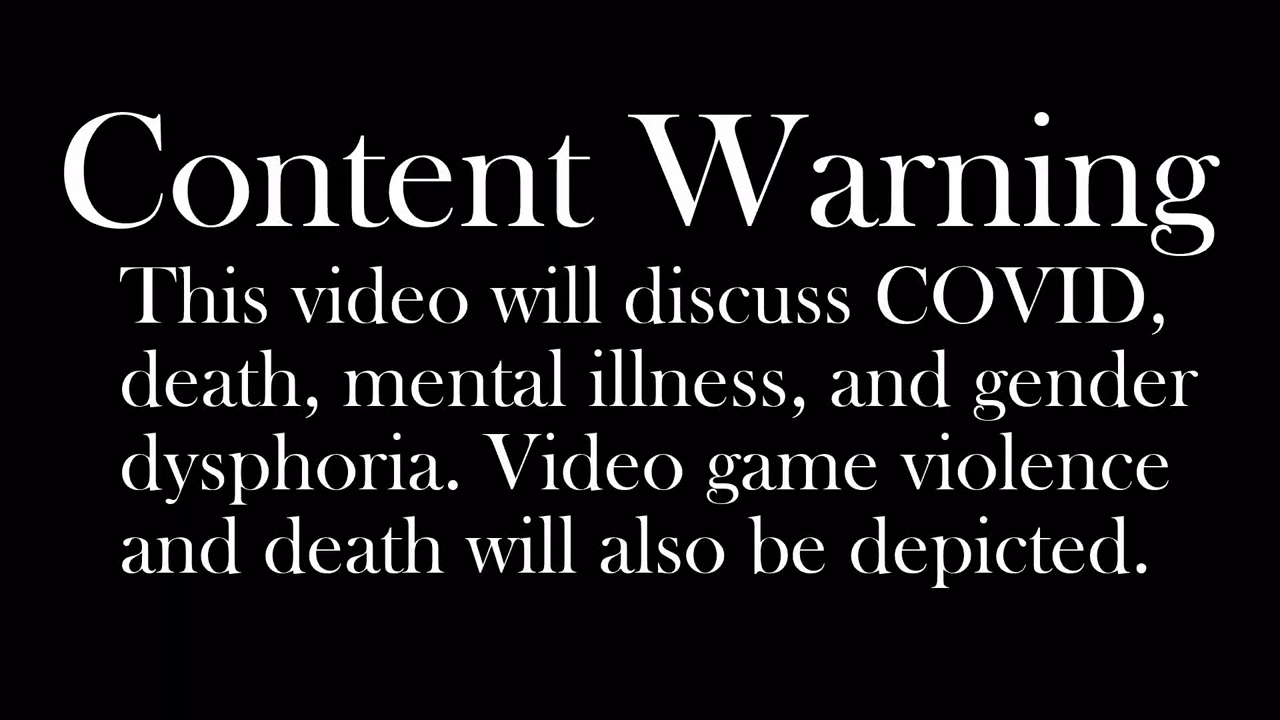 Content Warning
This video will discuss COVID,
death, mental illness, and gender
dysphoria. Video game violence
and death will also be depicted.